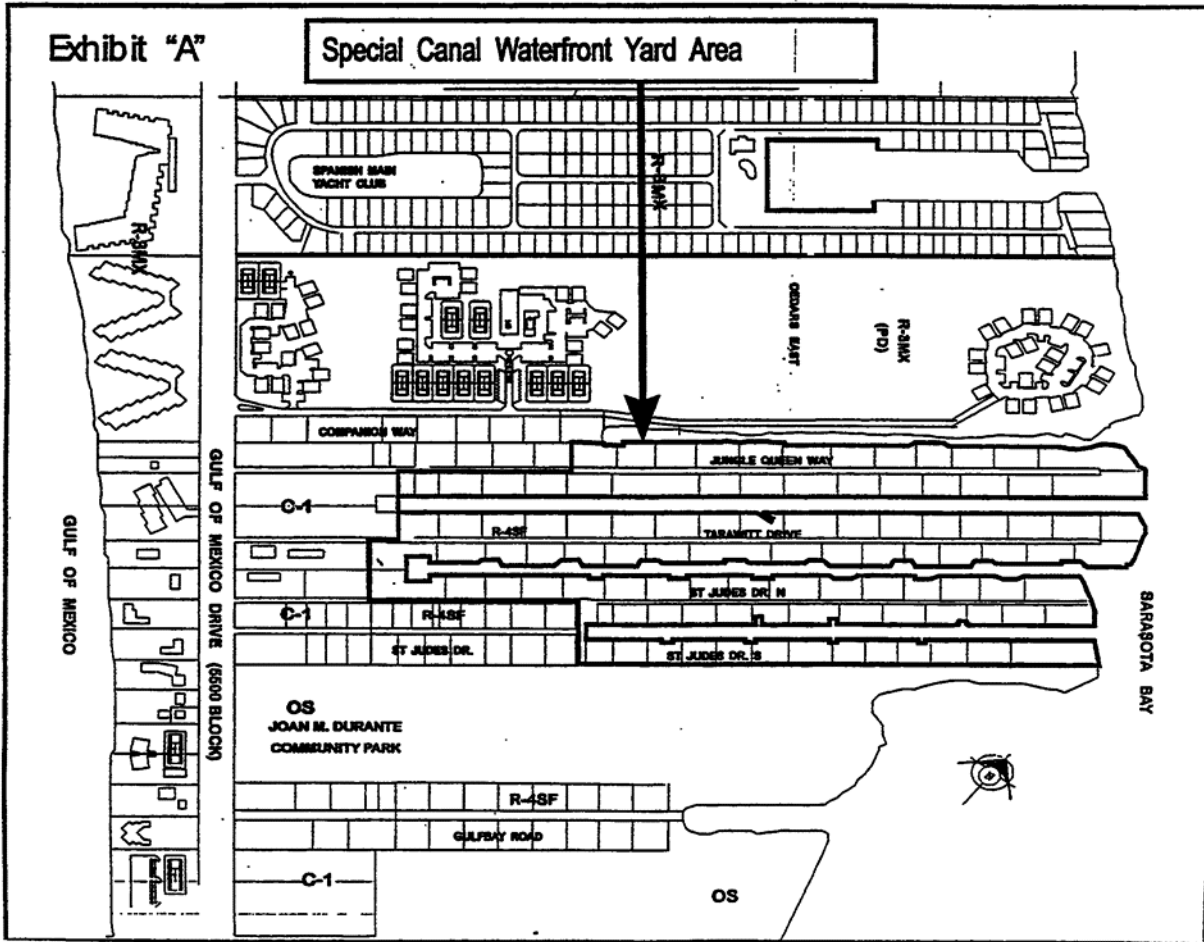 Exhibit "A"
Special Canal Waterfront Yard Area
SPANISH MAIN
YACHT CLUB
R-3MX
R-3MX
CEDARS EAST
R-3MX
(PD)
COMPANION WAY
JUNGLE QUEEN WAY
C-1
R-4SF
TARAWITT DRIVE
ST JUDES DR. N
C-1
R-4SF
ST JUDES DR.
ST JUDES DR. S
GULF OF MEXICO
GULF OF MEXICO DRIVE (5500 BLOCK)
SARASOTA BAY
OS
JOAN M. DURANTE
COMMUNITY PARK
R-4SF
GULFBAY ROAD
C-1
OS